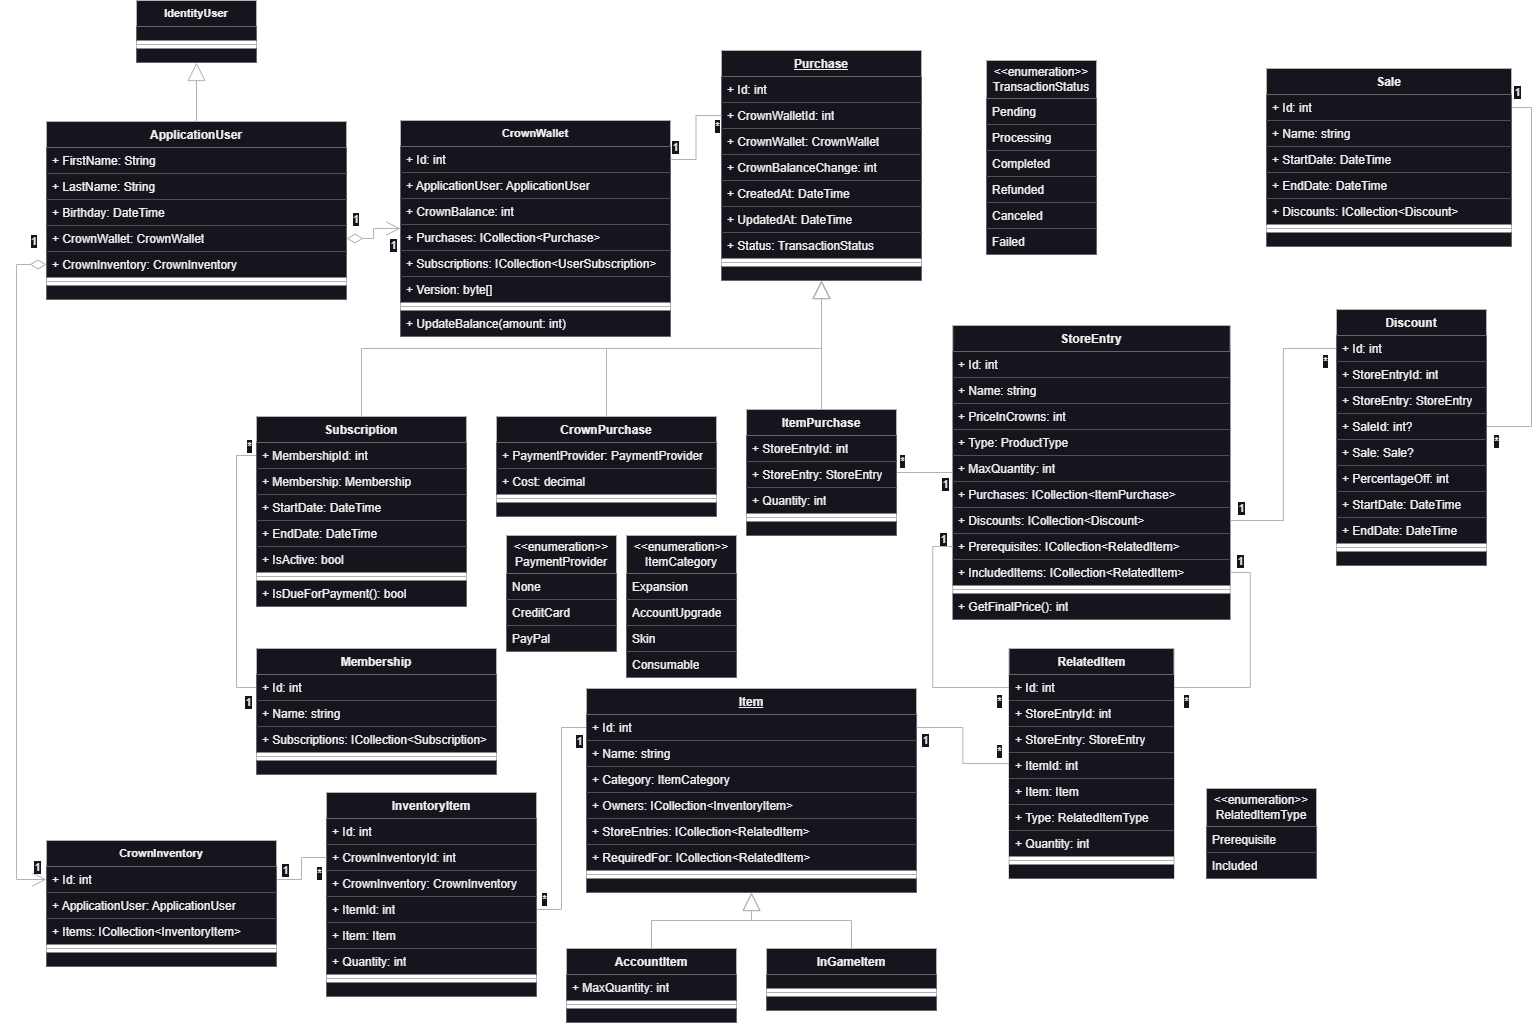 IdentityUser
ApplicationUser
+ FirstName: String
+ LastName: String
+ Birthday: DateTime
+ CrownWallet: CrownWallet
+ CrownInventory: CrownInventory
1
1
1
CrownWallet
+ Id: int
+ ApplicationUser: ApplicationUser
+ CrownBalance: int
+ Purchases: ICollection<Purchase>
+ Subscriptions: ICollection<UserSubscription>
+ Version: byte[]
+ UpdateBalance(amount: int)
1
*
Purchase
+ Id: int
+ CrownWalletId: int
+ CrownWallet: CrownWallet
+ CrownBalanceChange: int
+ CreatedAt: DateTime
+ UpdatedAt: DateTime
+ Status: TransactionStatus
<<enumeration>>
TransactionStatus
Pending
Processing
Completed
Refunded
Canceled
Failed
Sale
+ Id: int
+ Name: string
+ StartDate: DateTime
+ EndDate: DateTime
+ Discounts: ICollection<Discount>
1
Discount
+ Id: int
+ StoreEntryId: int
+ StoreEntry: StoreEntry
+ SaleId: int?
+ Sale: Sale?
+ PercentageOff: int
+ StartDate: DateTime
+ EndDate: DateTime
*
*
StoreEntry
+ Id: int
+ Name: string
+ PriceInCrowns: int
+ Type: ProductType
+ MaxQuantity: int
+ Purchases: ICollection<ItemPurchase>
+ Discounts: ICollection<Discount>
+ Prerequisites: ICollection<RelatedItem>
+ IncludedItems: ICollection<RelatedItem>
+ GetFinalPrice(): int
1
1
1
1
Subscription
+ MembershipId: int
+ Membership: Membership
+ StartDate: DateTime
+ EndDate: DateTime
+ IsActive: bool
+ IsDueForPayment(): bool
*
CrownPurchase
+ PaymentProvider: PaymentProvider
+ Cost: decimal
ItemPurchase
+ StoreEntryId: int
+ StoreEntry: StoreEntry
+ Quantity: int
*
<<enumeration>>
PaymentProvider
None
CreditCard
PayPal
<<enumeration>>
ItemCategory
Expansion
AccountUpgrade
Skin
Consumable
Membership
+ Id: int
+ Name: string
+ Subscriptions: ICollection<Subscription>
1
Item
+ Id: int
+ Name: string
+ Category: ItemCategory
+ Owners: ICollection<InventoryItem>
+ StoreEntries: ICollection<RelatedItem>
+ RequiredFor: ICollection<RelatedItem>
1
1
RelatedItem
+ Id: int
+ StoreEntryId: int
+ StoreEntry: StoreEntry
+ ItemId: int
+ Item: Item
+ Type: RelatedItemType
+ Quantity: int
*
*
*
<<enumeration>>
RelatedItemType
Prerequisite
Included
InventoryItem
+ Id: int
+ CrownInventoryId: int
+ CrownInventory: CrownInventory
+ ItemId: int
+ Item: Item
+ Quantity: int
*
*
CrownInventory
+ Id: int
+ ApplicationUser: ApplicationUser
+ Items: ICollection<InventoryItem>
1
1
AccountItem
+ MaxQuantity: int
InGameItem